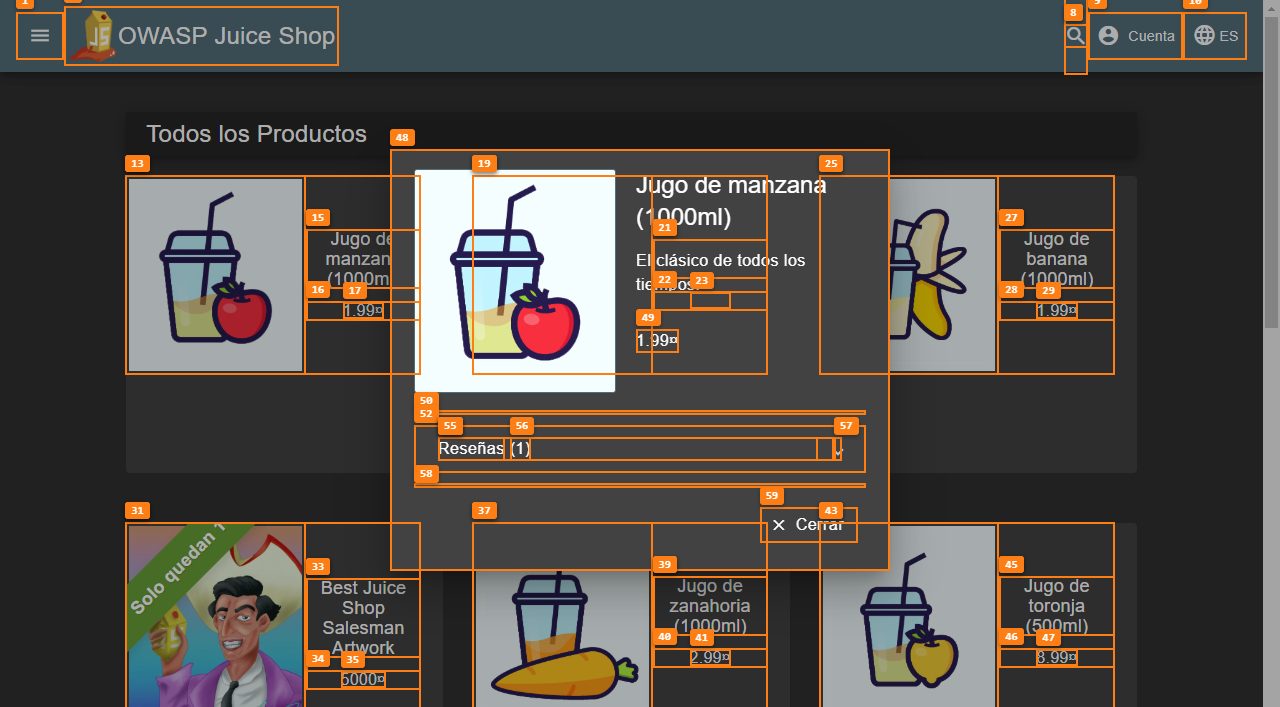 1
8
9
10
OWASP Juice Shop
Cuenta
ES
Todos los Productos
48
13
19
25
Jugo de manzana
(1000ml)
15
Jugo de
manzan
(1000m
16
17
1.99¤
21
El clásico de todos los
22
23
tiempos.
49
1.99¤
27
Jugo de
banana
(1000ml)
28
29
1.99¤
50
52
55
56
57
Reseñas (1)
58
59
Cerrar
31
37
43
Solo quedan 1
33
Best Juice
Shop
Salesman
Artwork
34
35
5000¤
39
Jugo de
zanahoria
(1000ml)
40
41
2.99¤
45
Jugo de
toronja
(500ml)
46
47
8.99¤